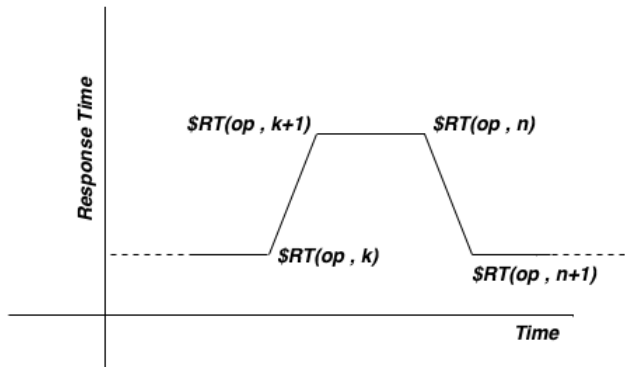 Response Time
$RT(op , k+1)
$RT(op , n)
$RT(op , k)
$RT(op , n+1)
Time